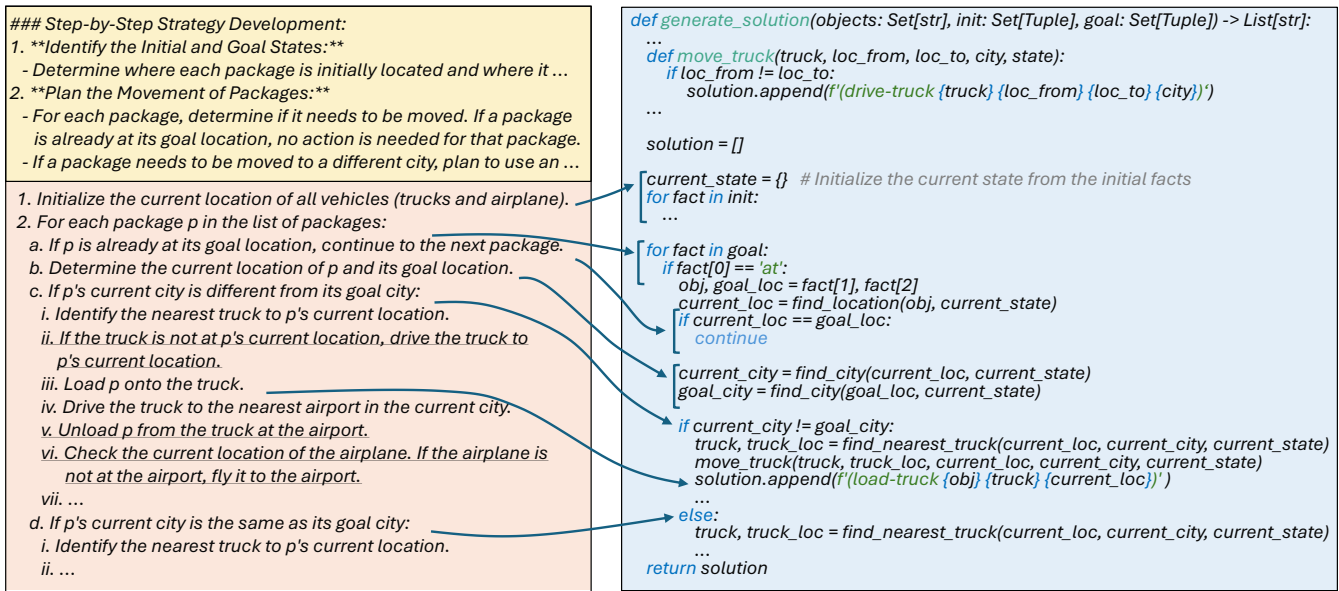 ### Step-by-Step Strategy Development:
1. **Identify the Initial and Goal States:**
- Determine where each package is initially located and where it ...
2. **Plan the Movement of Packages:**
- For each package, determine if it needs to be moved. If a package
is already at its goal location, no action is needed for that package.
- If a package needs to be moved to a different city, plan to use an ...
1. Initialize the current location of all vehicles (trucks and airplane).
2. For each package p in the list of packages:
a. If p is already at its goal location, continue to the next package.
b. Determine the current location of p and its goal location.
c. If p's current city is different from its goal city:
i. Identify the nearest truck to p's current location.
ii. If the truck is not at p's current location, drive the truck to
p's current location.
iii. Load p onto the truck.
iv. Drive the truck to the nearest airport in the current city.
v. Unload p from the truck at the airport.
vi. Check the current location of the airplane. If the airplane is
not at the airport, fly it to the airport.
vii. ...
d. If p's current city is the same as its goal city:
i. Identify the nearest truck to p's current location.
ii. ...
def generate_solution(objects: Set[str], init: Set[Tuple], goal: Set[Tuple]) -> List[str]:
...
def move_truck(truck, loc_from, loc_to, city, state):
if loc_from != loc_to:
solution.append(f'(drive-truck {truck} {loc_from} {loc_to} {city})')
...
solution = []
current_state = {} # Initialize the current state from the initial facts
for fact in init:
...
for fact in goal:
if fact[0] == 'at':
obj, goal_loc = fact[1], fact[2]
current_loc = find_location(obj, current_state)
if current_loc == goal_loc:
continue
current_city = find_city(current_loc, current_state)
goal_city = find_city(goal_loc, current_state)
if current_city != goal_city:
truck, truck_loc = find_nearest_truck(current_loc, current_city, current_state)
move_truck(truck, truck_loc, current_loc, current_city, current_state)
solution.append(f'(load-truck {obj} {truck} {current_loc})' )
...
else:
truck, truck_loc = find_nearest_truck(current_loc, current_city, current_state)
...
return solution